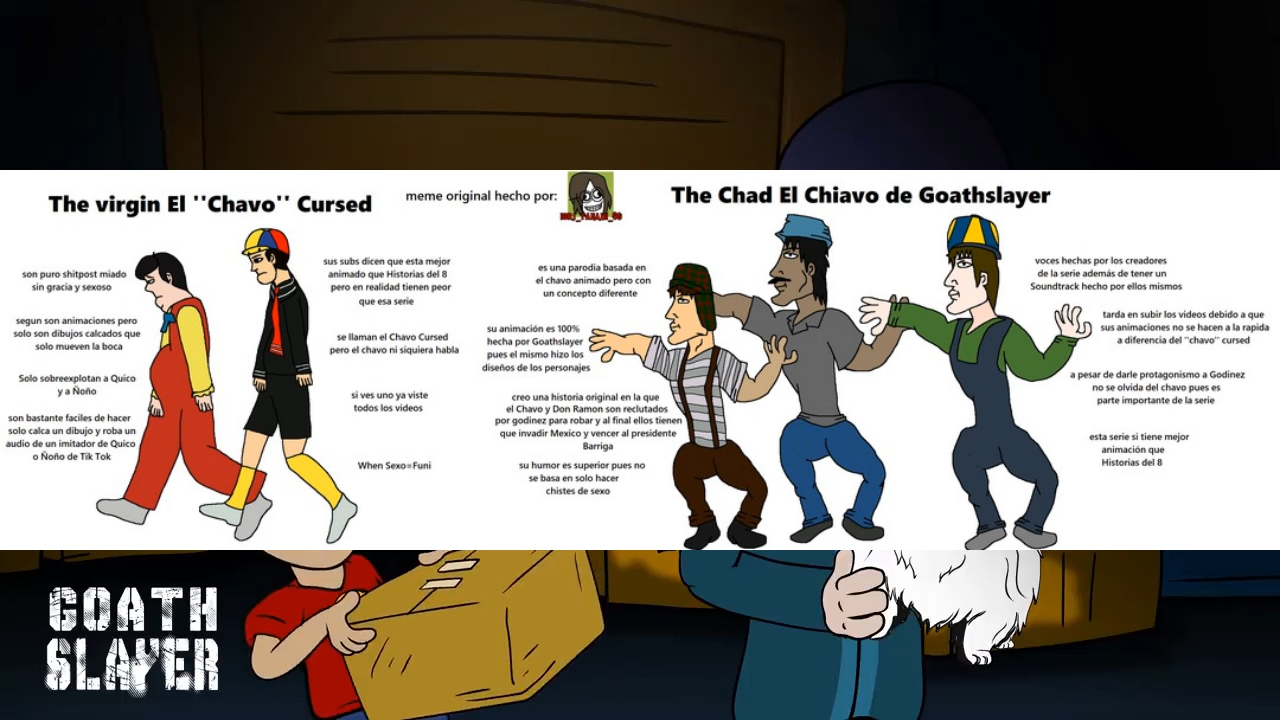 The virgin El ''Chavo'' Cursed
son puro shitpost miado
sin gracia y sexoso
segun son animaciones pero
solo son dibujos calcados que
solo mueven la boca
Solo sobreexplotan a Quico
y a Ñoño
son bastante faciles de hacer
solo calca un dibujo y roba un
audio de un imitador de Quico
o Ñoño de Tik Tok
sus subs dicen que esta mejor
animado que Historias del 8
pero en realidad tienen peor
que esa serie
se llaman el Chavo Cursed
pero el chavo ni siquiera habla
si ves uno ya viste
todos los videos
When Sexo=Funi
meme original hecho por:
The Chad El Chiavo de Goathslayer
es una parodia basada en
el chavo animado pero con
un concepto diferente
su animación es 100%
hecha por Goathslayer
pues el mismo hizo los
diseños de los personajes
creo una historia original en la que
el Chavo y Don Ramon son reclutados
por godinez para robar y al final ellos tienen
que invadir Mexico y vencer al presidente
Barriga
su humor es superior pues no
se basa en solo hacer
chistes de sexo
voces hechas por los creadores
de la serie además de tener un
Soundtrack hecho por ellos mismos
tarda en subir los videos debido a que
sus animaciones no se hacen a la rapida
a diferencia del ''chavo'' cursed
a pesar de darle protagonismo a Godinez
no se olvida del chavo pues es
parte importante de la serie
esta serie si tiene mejor
animación que
Historias del 8
GOATH
SLAYER